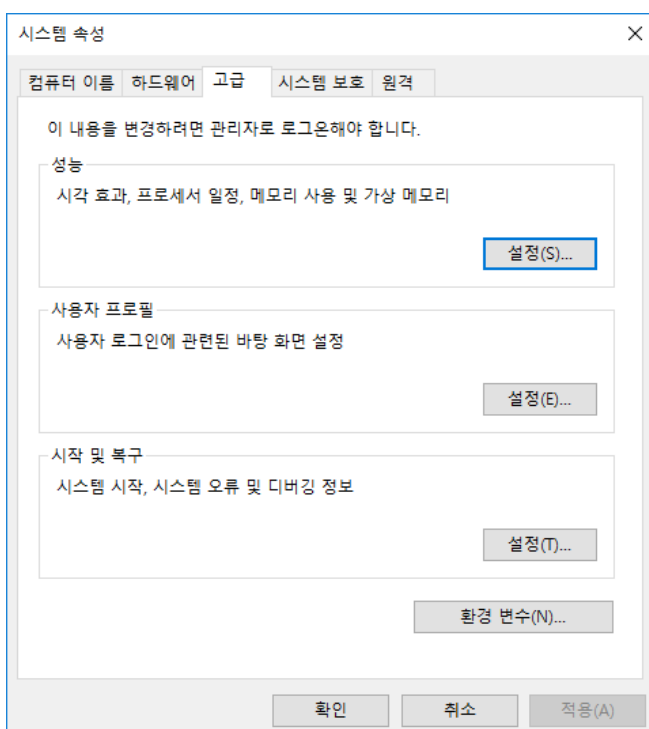 시스템 속성
컴퓨터 이름 하드웨어 고급 시스템 보호 원격
이 내용을 변경하려면 관리자로 로그온해야 합니다.
성능
시각 효과, 프로세서 일정, 메모리 사용 및 가상 메모리
설정(S)...
사용자 프로필
사용자 로그인에 관련된 바탕 화면 설정
설정(E)...
시작 및 복구
시스템 시작, 시스템 오류 및 디버깅 정보
설정(T)...
환경 변수(N)...
확인 취소 적용(A)